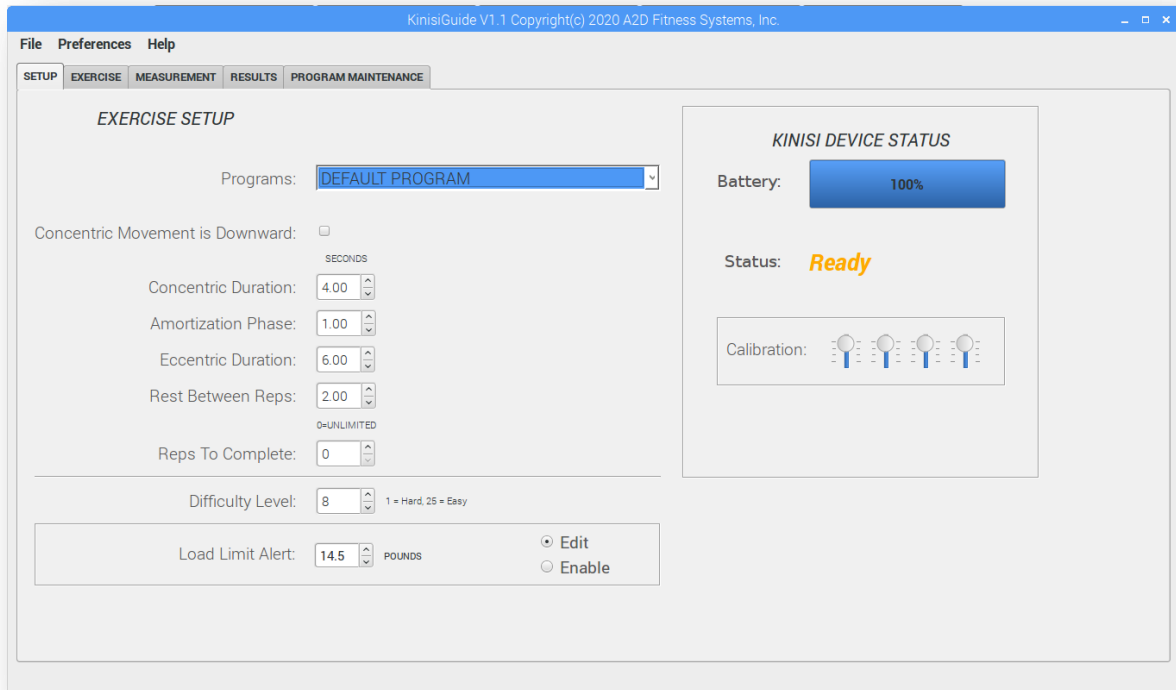 KinisiGuide V1.1 Copyright(c) 2020 A2D Fitness Systems, Inc.
File Preferences Help
SETUP EXERCISE MEASUREMENT RESULTS PROGRAM MAINTENANCE
EXERCISE SETUP
Programs: DEFAULT PROGRAM
Concentric Movement is Downward:
SECONDS
Concentric Duration: 4.00
Amortization Phase: 1.00
Eccentric Duration: 6.00
Rest Between Reps: 2.00
0=UNLIMITED
Reps To Complete: 0
Difficulty Level: 8 1 = Hard, 25 = Easy
Load Limit Alert: 14.5 POUNDS
Edit
Enable
KINISI DEVICE STATUS
Battery: 100%
Status: Ready
Calibration: